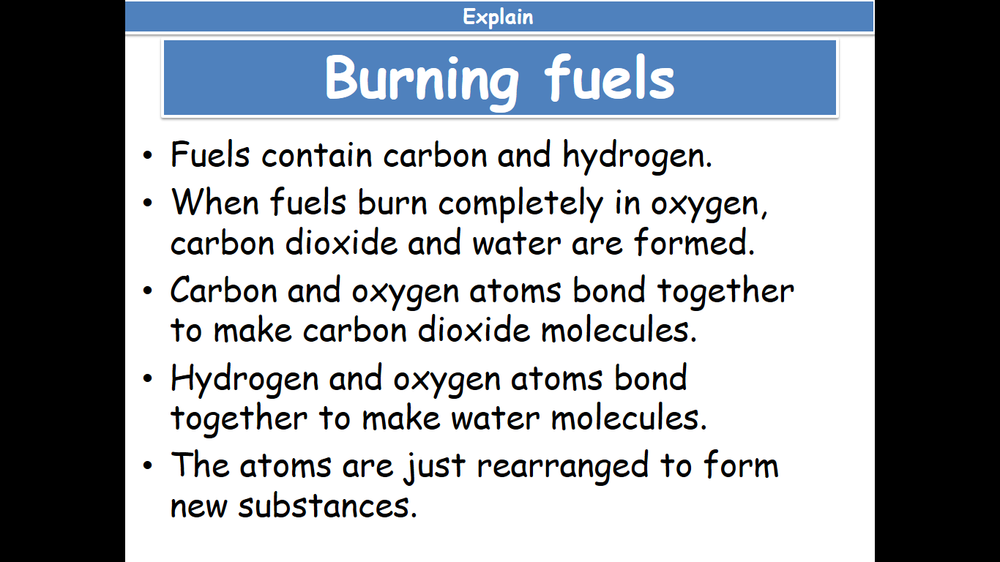 Explain
Burning fuels
• Fuels contain carbon and hydrogen.
• When fuels burn completely in oxygen,
carbon dioxide and water are formed.
• Carbon and oxygen atoms bond together
to make carbon dioxide molecules.
• Hydrogen and oxygen atoms bond
together to make water molecules.
• The atoms are just rearranged to form
new substances.